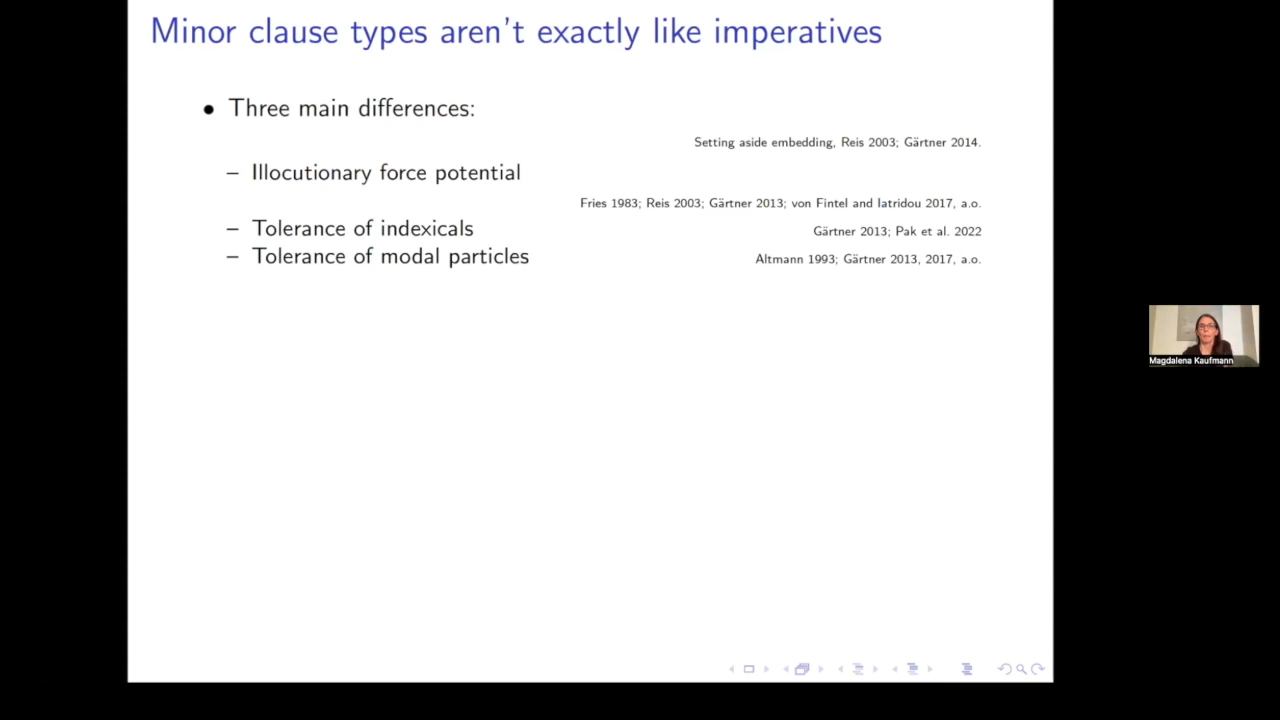 Minor clause types aren't exactly like imperatives
• Three main differences:
Setting aside embedding, Reis 2003; Gärtner 2014.
– Illocutionary force potential
Fries 1983; Reis 2003; Gärtner 2013; von Fintel and Iatridou 2017, a.o.
– Tolerance of indexicals
Gärtner 2013; Pak et al. 2022
– Tolerance of modal particles
Altmann 1993; Gärtner 2013, 2017, a.o.
Magdalena Kaufmann